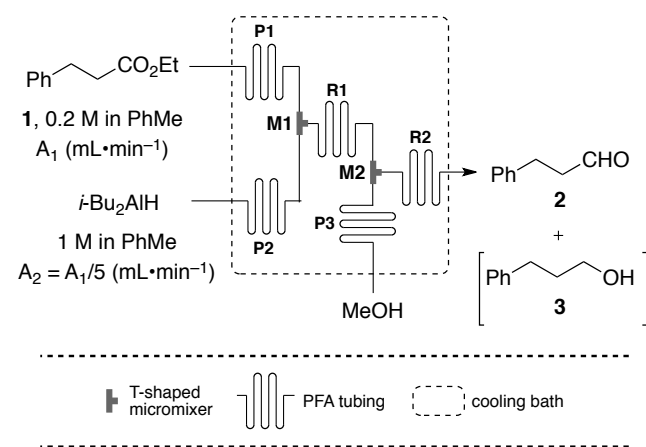 P1
Ph
CO2Et
R1
1, 0.2 M in PhMe
A1 (mL•min–1)
M1
R2
M2
Ph
CHO
2
i-Bu2AlH
P2
P3
1 M in PhMe
A2 = A1/5 (mL•min–1)
+
Ph
OH
3
MeOH
T-shaped
micromixer
PFA tubing
cooling bath